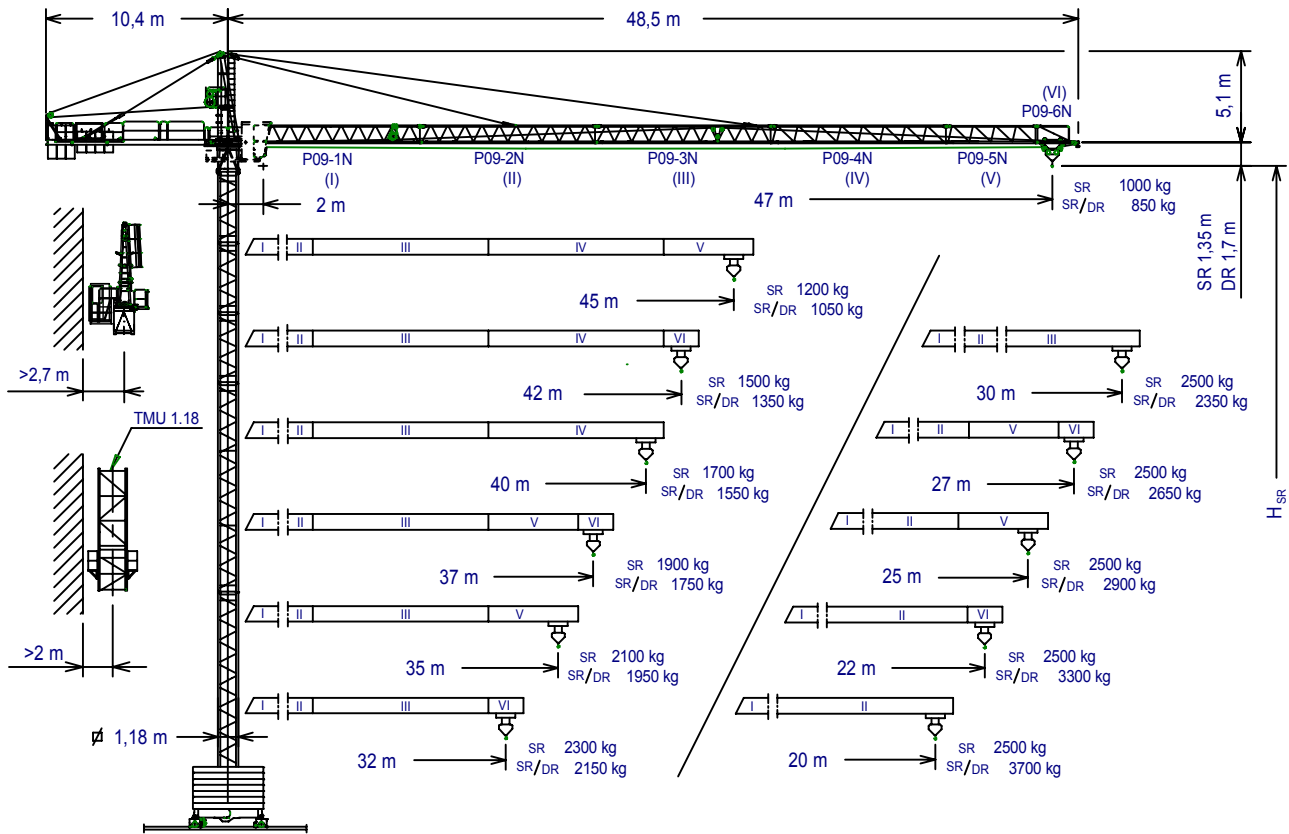 10,4 m
48,5 m
5,1 m
(VI)
P09-6N
P09-1N
(I)
P09-2N
(II)
P09-3N
(III)
P09-4N
(IV)
P09-5N
(V)
2 m
47 m
SR 1000 kg
SR/DR 850 kg
SR 1,35 m
DR 1,7 m
HSR
I II III IV V
45 m
SR 1200 kg
SR/DR 1050 kg
I II III IV VI
42 m
SR 1500 kg
SR/DR 1350 kg
I II III IV
40 m
SR 1700 kg
SR/DR 1550 kg
I II III V VI
37 m
SR 1900 kg
SR/DR 1750 kg
I II III V
35 m
SR 2100 kg
SR/DR 1950 kg
I II III VI
32 m
SR 2300 kg
SR/DR 2150 kg
I II III
30 m
SR 2500 kg
SR/DR 2350 kg
I II V VI
27 m
SR 2500 kg
SR/DR 2650 kg
I II V
25 m
SR 2500 kg
SR/DR 2900 kg
I II VI
22 m
SR 2500 kg
SR/DR 3300 kg
I II
20 m
SR 2500 kg
SR/DR 3700 kg
>2,7 m
TMU 1.18
>2 m
1,18 m